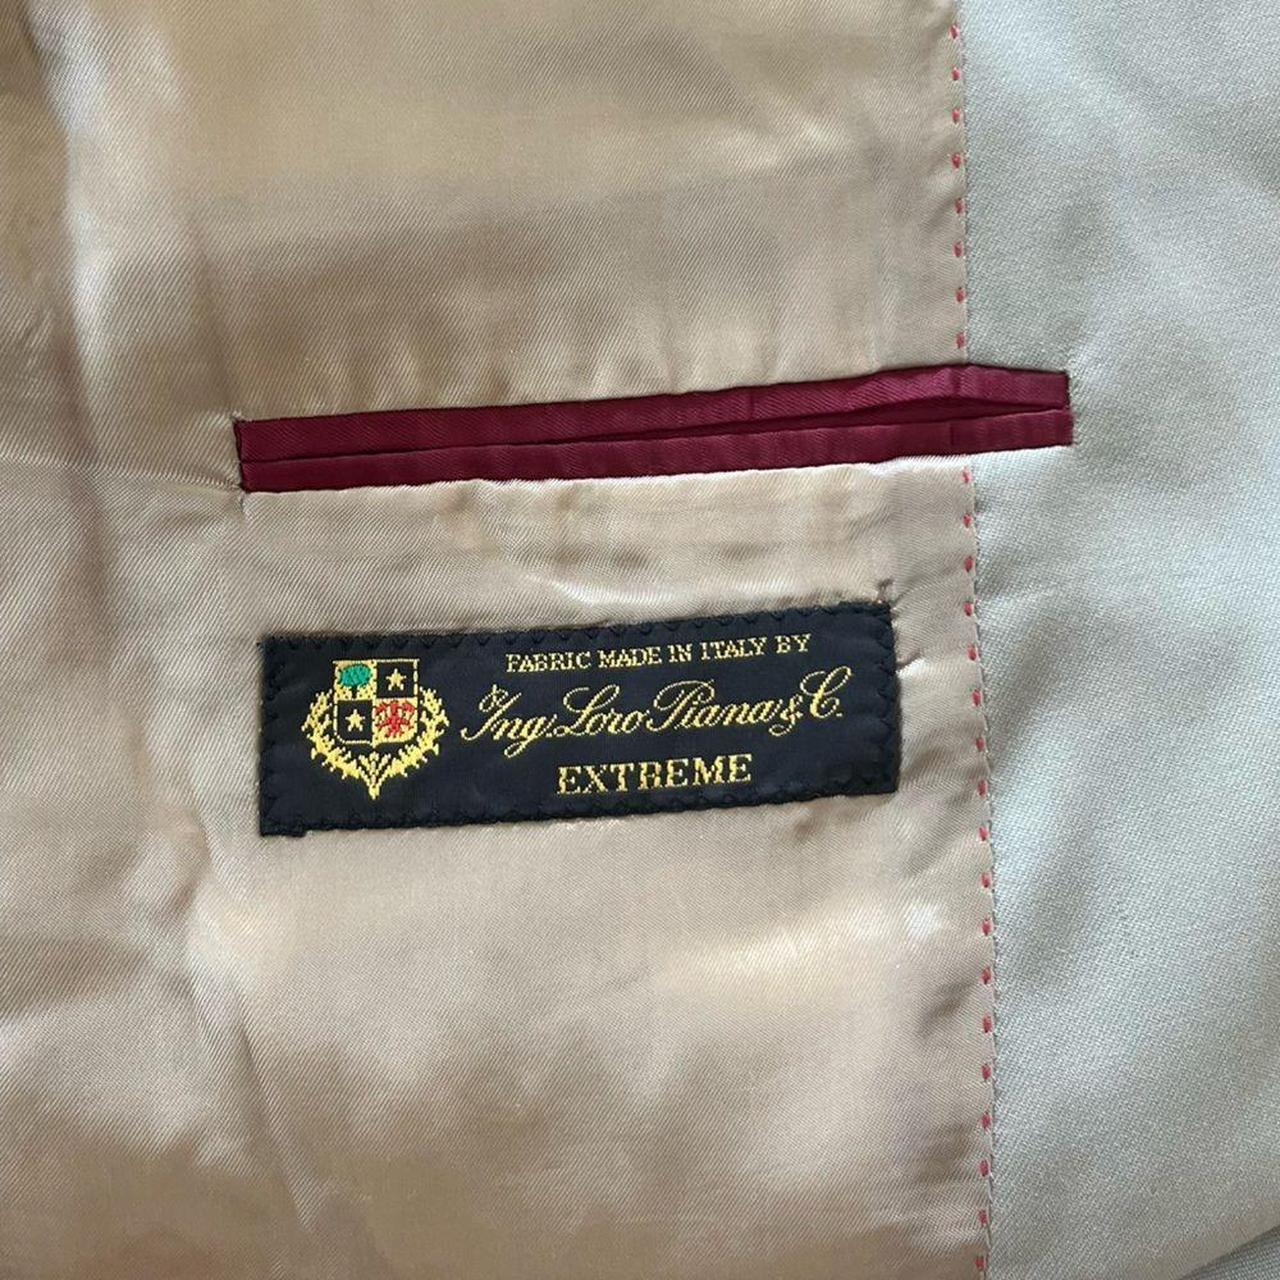 FABRIC MADE IN ITALY BY
Ing. Loro Piana & C.
EXTREME